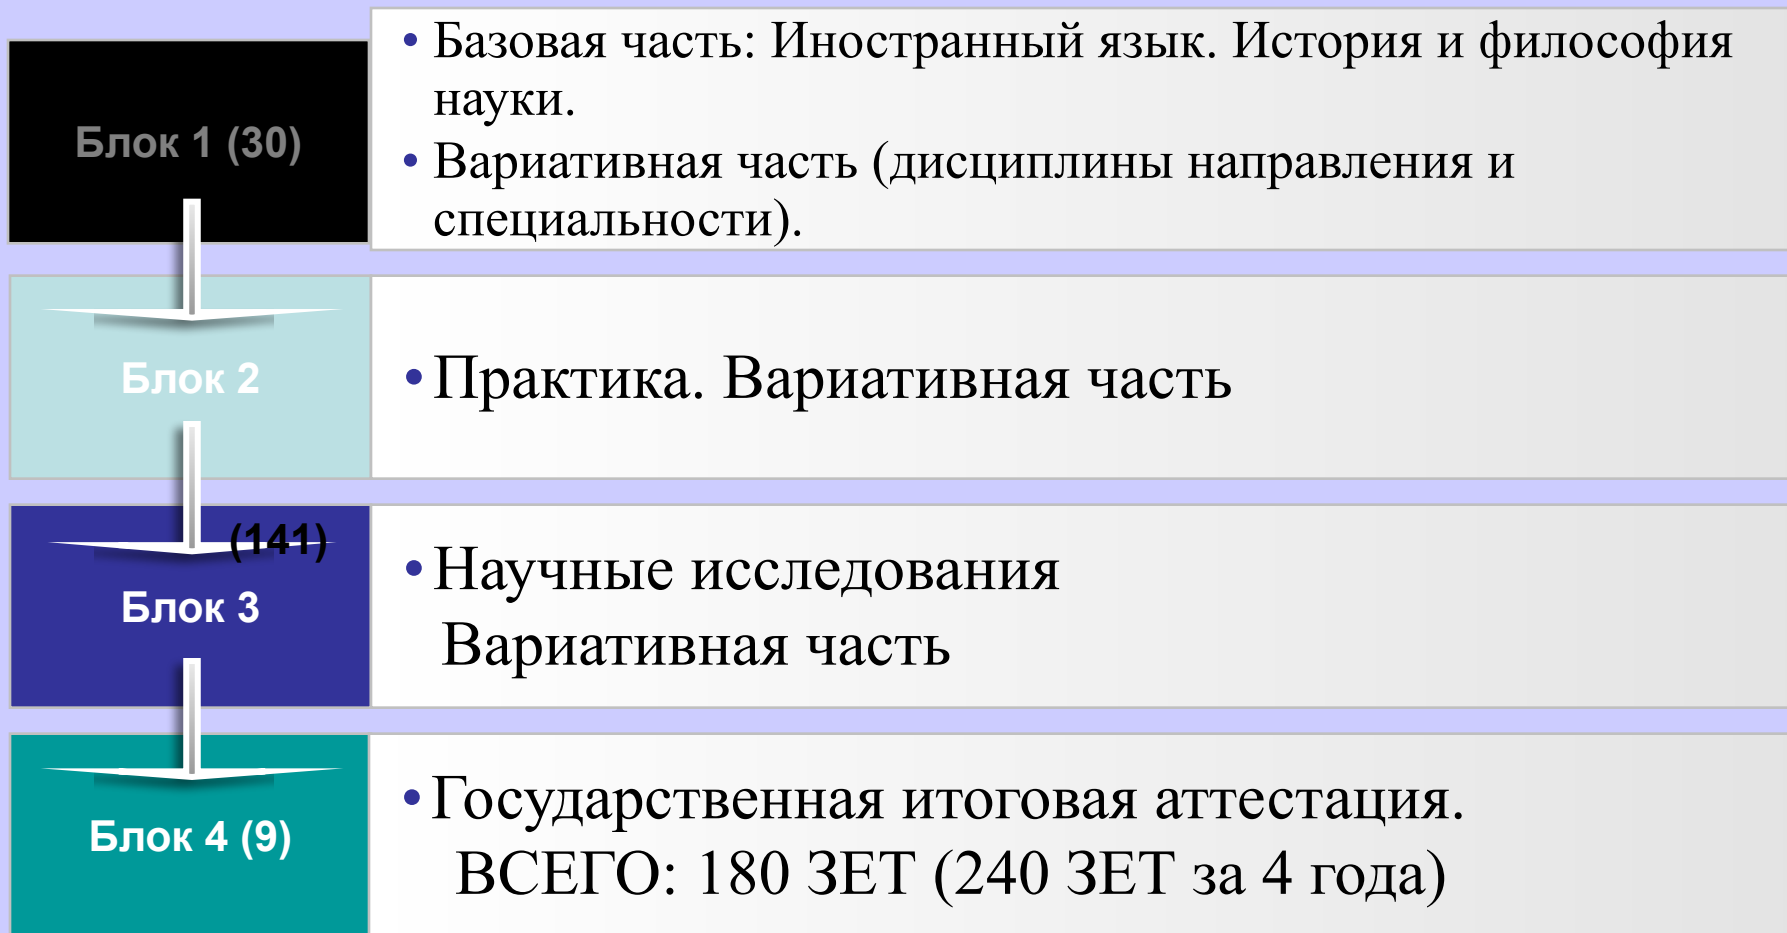 Блок 1 (30)
• Базовая часть: Иностранный язык. История и философия
науки.
• Вариативная часть (дисциплины направления и
специальности).
Блок 2
• Практика. Вариативная часть
(141)
Блок 3
• Научные исследования
Вариативная часть
Блок 4 (9)
• Государственная итоговая аттестация.
ВСЕГО: 180 ЗЕТ (240 ЗЕТ за 4 года)